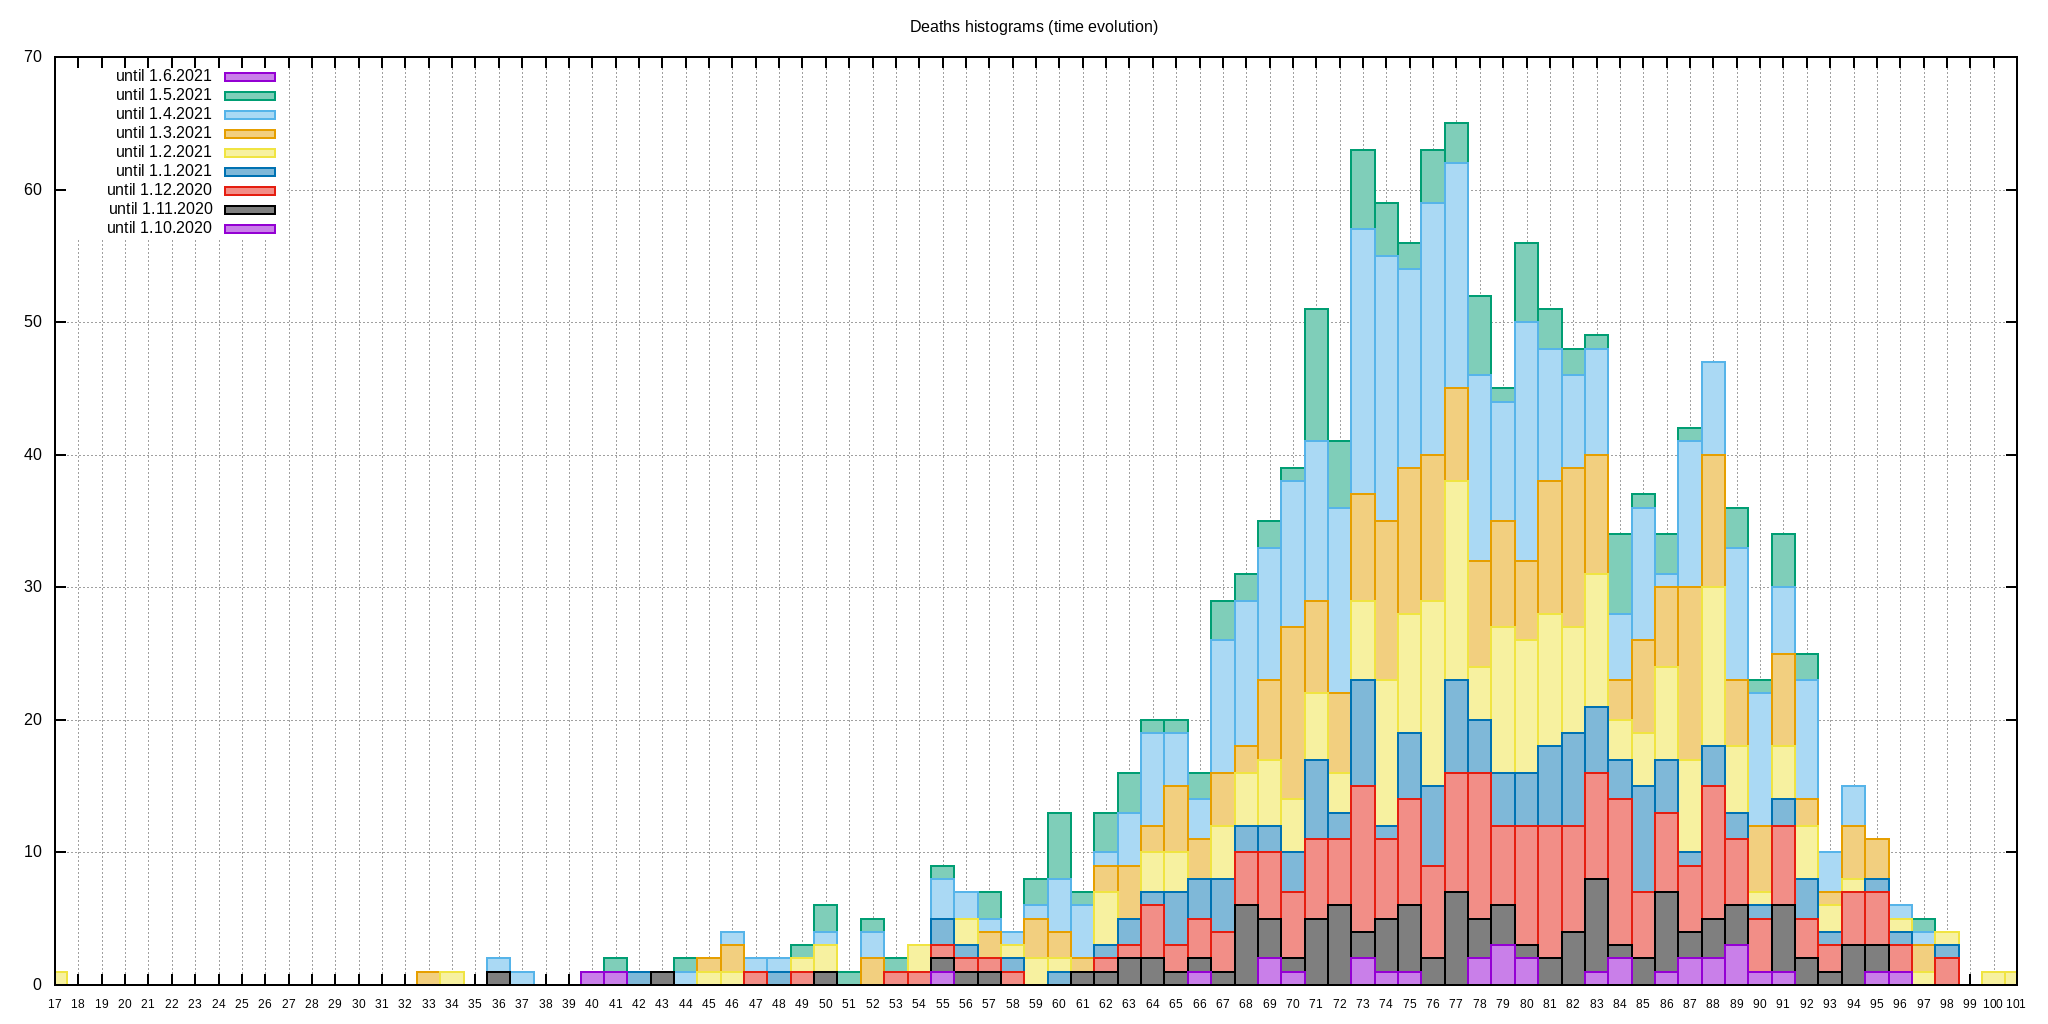 Deaths histograms (time evolution)
70
until 1.6.2021
until 1.5.2021
until 1.4.2021
until 1.3.2021
until 1.2.2021
until 1.1.2021
until 1.12.2020
until 1.11.2020
until 1.10.2020
60
50
40
30
20
10
0
17 18 19 20 21 22 23 24 25 26 27 28 29 30 31 32 33 34 35 36 37 38 39 40 41 42 43 44 45 46 47 48 49 50 51 52 53 54 55 56 57 58 59 60 61 62 63 64 65 66 67 68 69 70 71 72 73 74 75 76 77 78 79 80 81 82 83 84 85 86 87 88 89 90 91 92 93 94 95 96 97 98 99 100 101